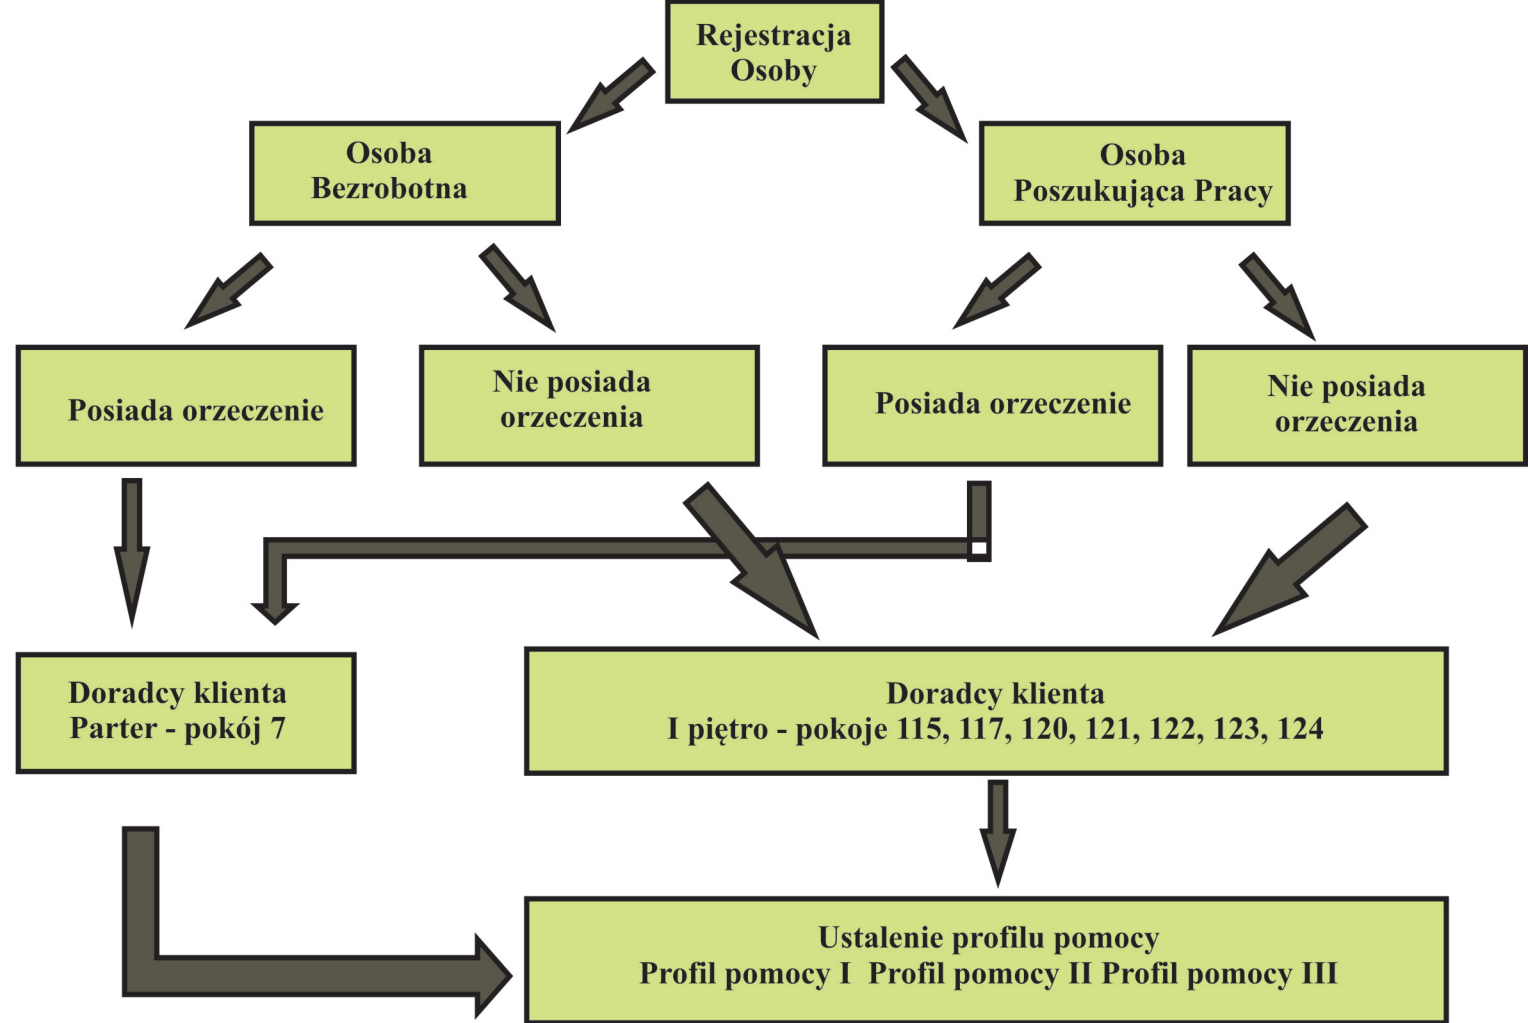 Rejestracja
Osoby
Osoba
Bezrobotna
Osoba
Poszukująca Pracy
Posiada orzeczenie
Nie posiada
orzeczenia
Posiada orzeczenie
Nie posiada
orzeczenia
Doradcy klienta
Parter - pokój 7
Doradcy klienta
I piętro - pokoje 115, 117, 120, 121, 122, 123, 124
Ustalenie profilu pomocy
Profil pomocy I  Profil pomocy II Profil pomocy III